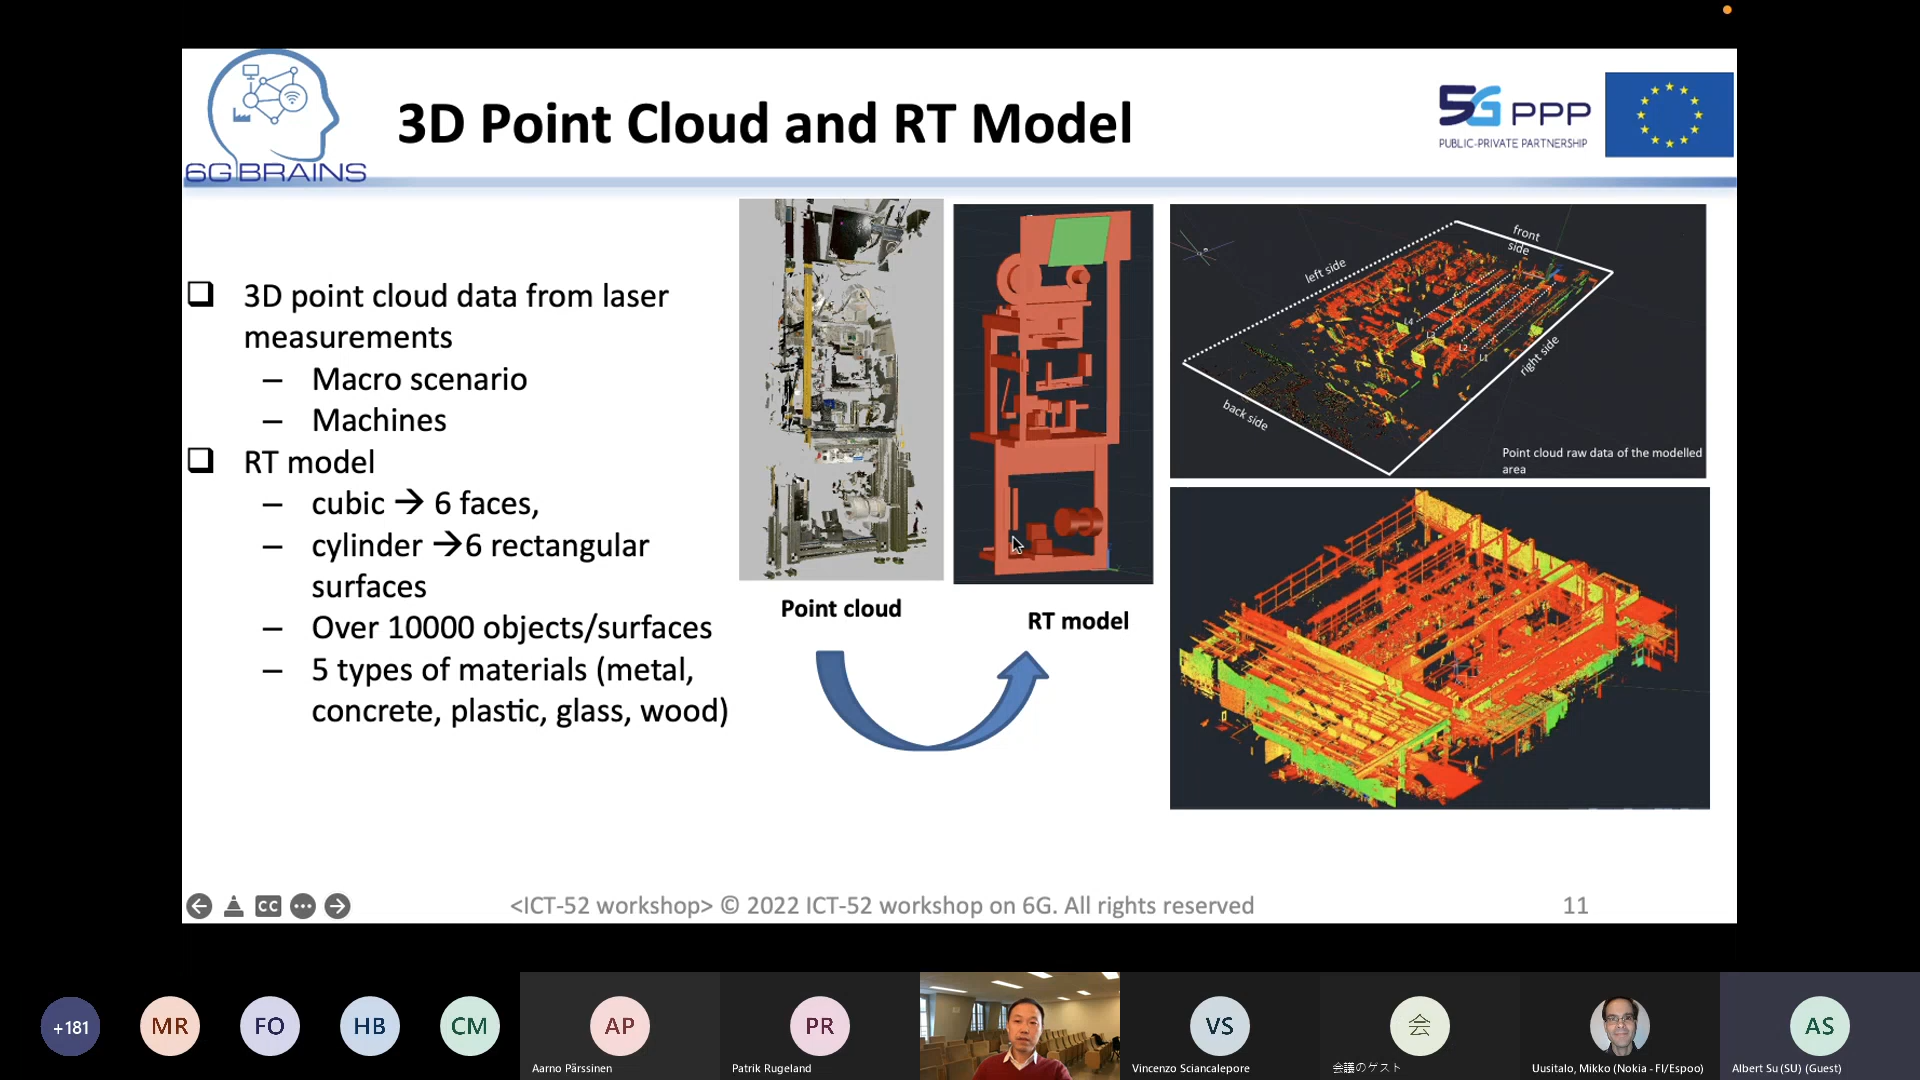 6G BRAINS
3D Point Cloud and RT Model
5G PPP
PUBLIC-PRIVATE PARTNERSHIP
3D point cloud data from laser
measurements
– Macro scenario
– Machines
RT model
– cubic → 6 faces,
– cylinder →6 rectangular
surfaces
– Over 10000 objects/surfaces
– 5 types of materials (metal,
concrete, plastic, glass, wood)
Point cloud
RT model
front
side
left side
L4
L3
L2
L1
right side
back side
Point cloud raw data of the modelled
area
CC
<ICT-52 workshop> © 2022 ICT-52 workshop on 6G. All rights reserved
11
+181
MR
FO
HB
CM
AP
Aarno Pärssinen
PR
Patrik Rugeland
VS
Vincenzo Sciancalepore
会
会議のゲスト
Uusitalo, Mikko (Nokia - FI/Espoo)
AS
Albert Su (SU) (Guest)